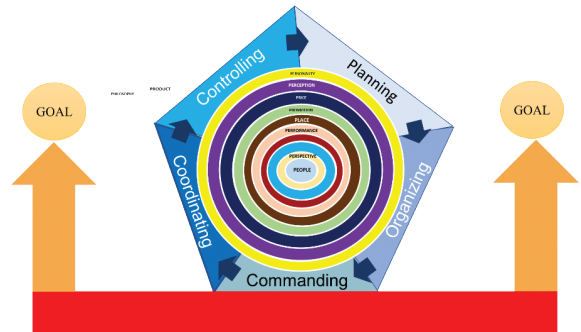 Controlling
Planning
PERSONALITY
PERCEPTION
PRICE
PROMOTION
PLACE
PERFORMANCE
PERSPECTIVE
PEOPLE
PHILOSOPHY
PRODUCT
GOAL
GOAL
Coordinating
Organizing
Commanding